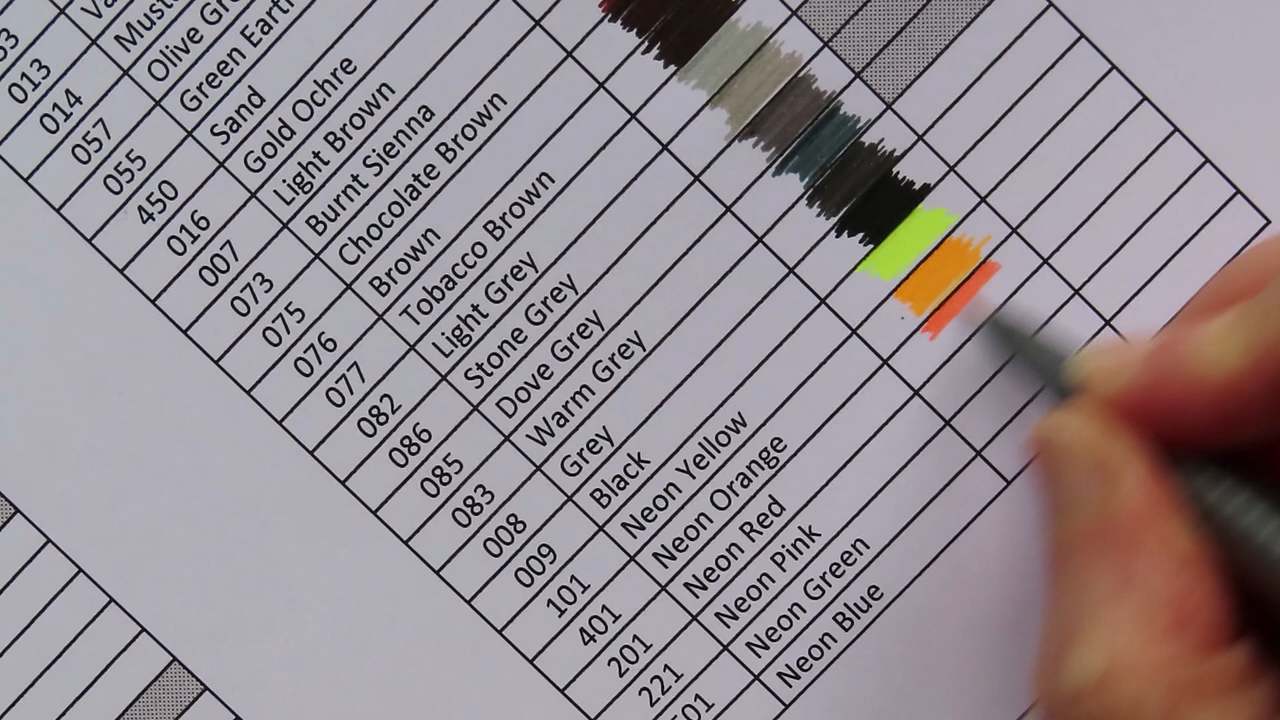 013
014
057 Olive
055 Green Earth
450 Sand
016 Gold Ochre
007 Light Brown
073 Burnt Sienna
075 Chocolate Brown
076 Brown
077 Tobacco Brown
082 Light Grey
086 Stone Grey
085 Dove Grey
083 Warm Grey
008 Grey
009 Black
101 Neon Yellow
401 Neon Orange
201 Neon Red
221 Neon Pink
Neon Green
Neon Blue